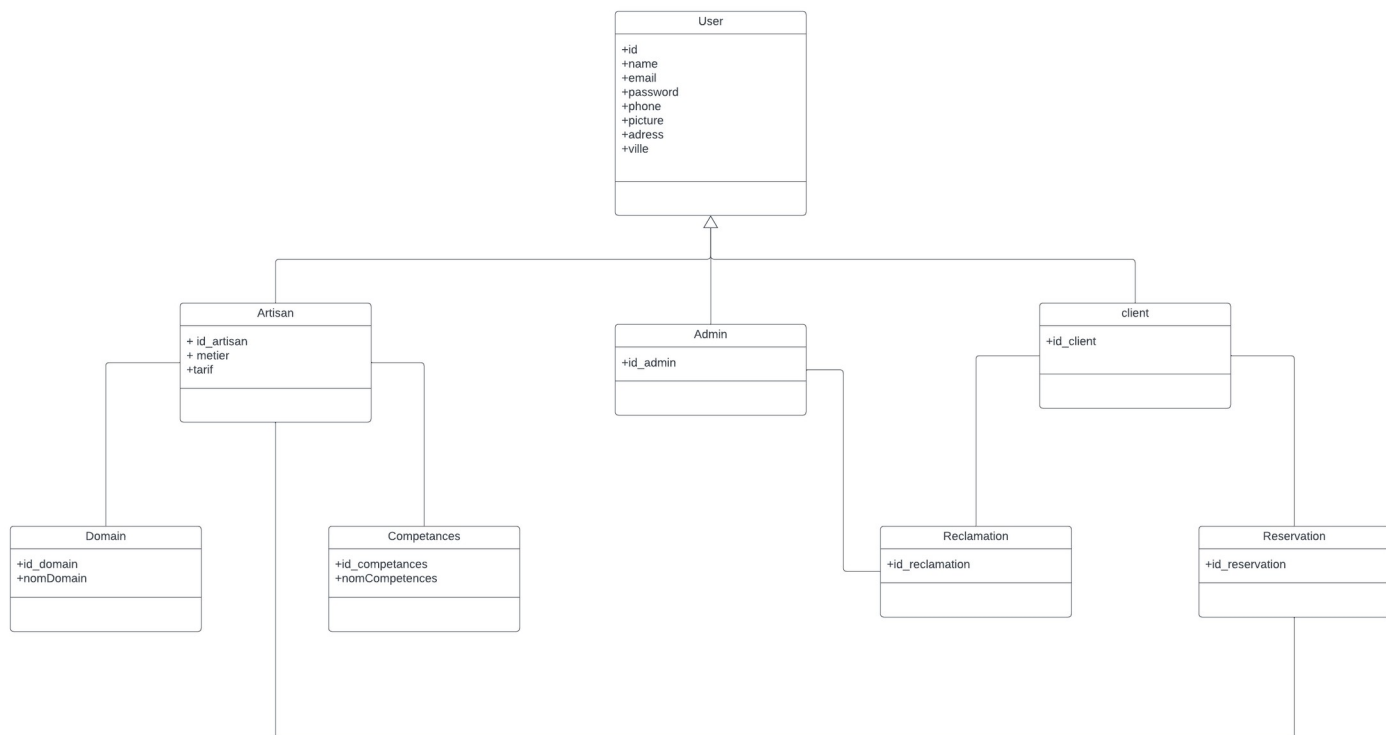 User
+id
+name
+email
+password
+phone
+picture
+adress
+ville
Artisan
+ id_artisan
+ metier
+tarif
Admin
+id_admin
client
+id_client
Domain
+id_domain
+nomDomain
Competances
+id_competances
+nomCompetences
Reclamation
+id_reclamation
Reservation
+id_reservation